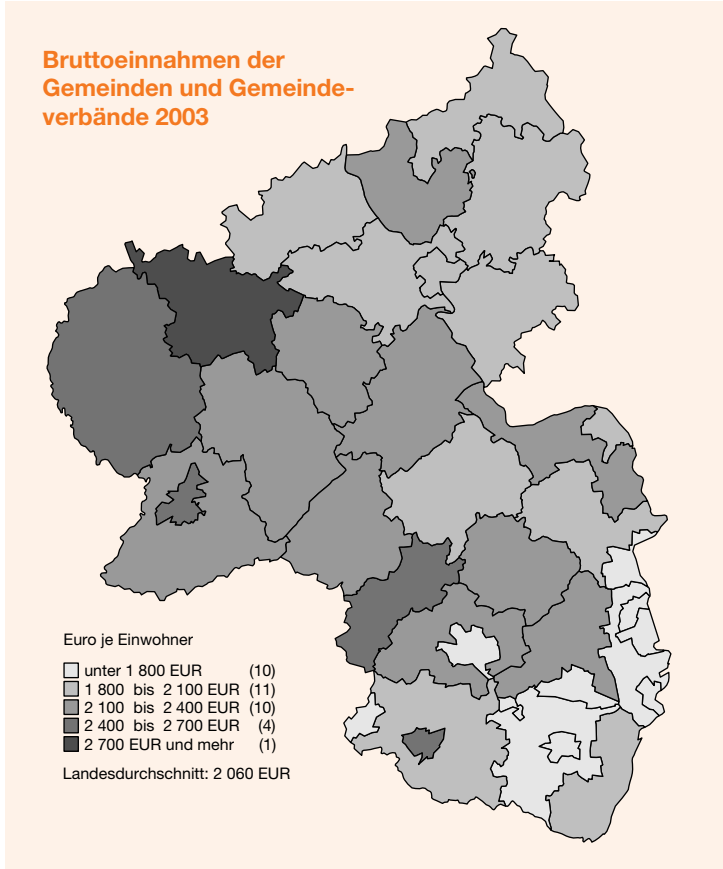 Bruttoeinnahmen der
Gemeinden und Gemeinde-
verbände 2003
Euro je Einwohner
unter 1 800 EUR (10)
1 800 bis 2 100 EUR (11)
2 100 bis 2 400 EUR (10)
2 400 bis 2 700 EUR (4)
2 700 EUR und mehr (1)
Landesdurchschnitt: 2 060 EUR